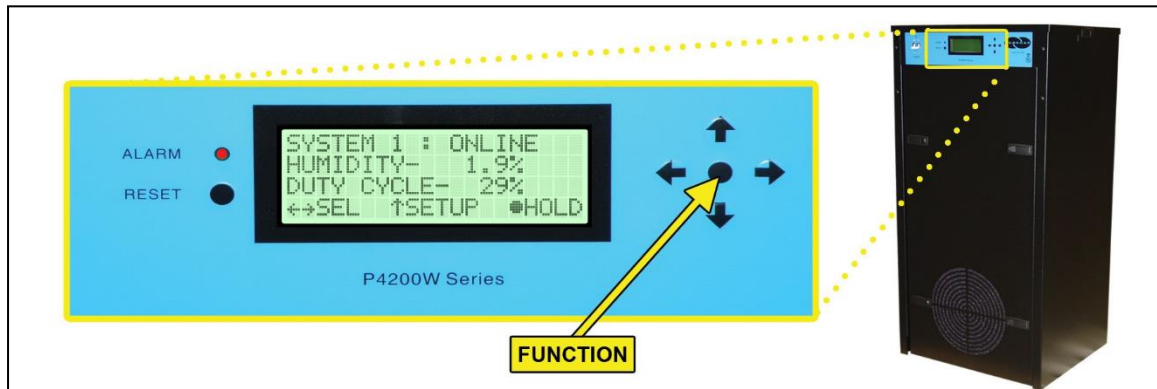 ALARM
RESET
SYSTEM 1 : ONLINE
HUMIDITY- 1.9%
DUTY CYCLE- 29%
←→SEL ↑SETUP ●HOLD
P4200W Series
FUNCTION